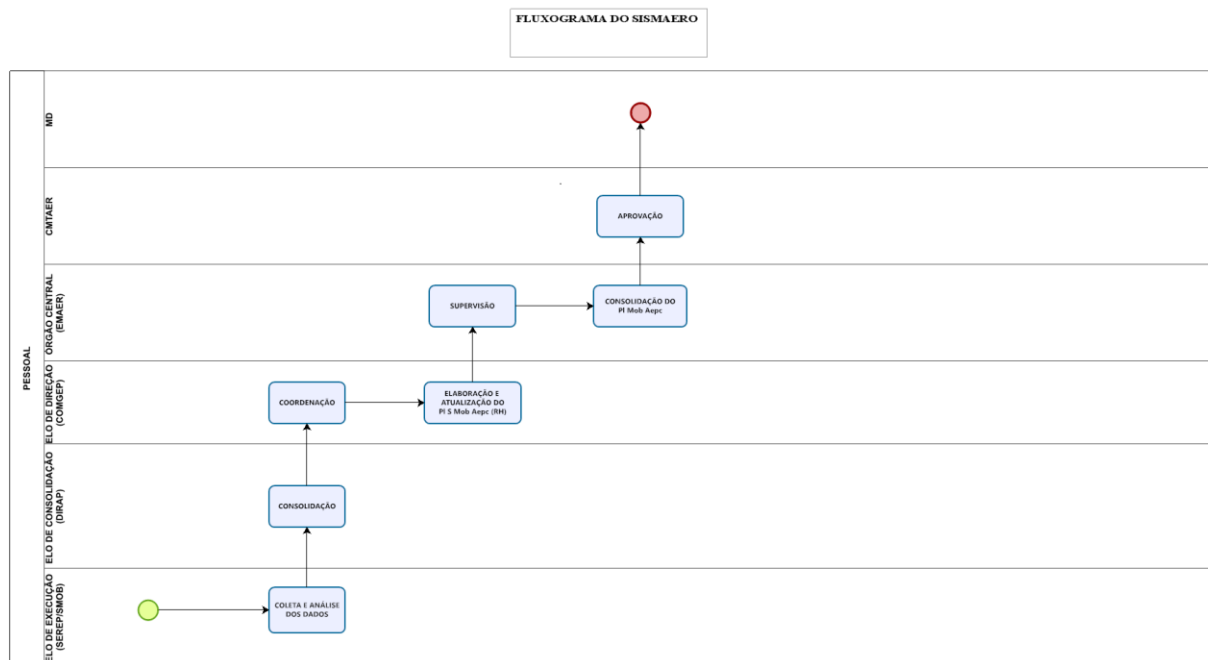 FLUXOGRAMA DO SISMAERO
PESSOAL
MD
CMTAER
APROVAÇÃO
ÓRGÃO CENTRAL
(EMAER)
SUPERVISÃO
CONSOLIDAÇÃO DO
Pl Mob Aepc
ELO DE DIREÇÃO
(COMGEP)
COORDENAÇÃO
ELABORAÇÃO E
ATUALIZAÇÃO DO
Pl S Mob Aepc (RH)
ELO DE CONSOLIDAÇÃO
(DIRAP)
CONSOLIDAÇÃO
ELO DE EXECUÇÃO
(SEREP/SMOB)
COLETA E ANÁLISE
DOS DADOS